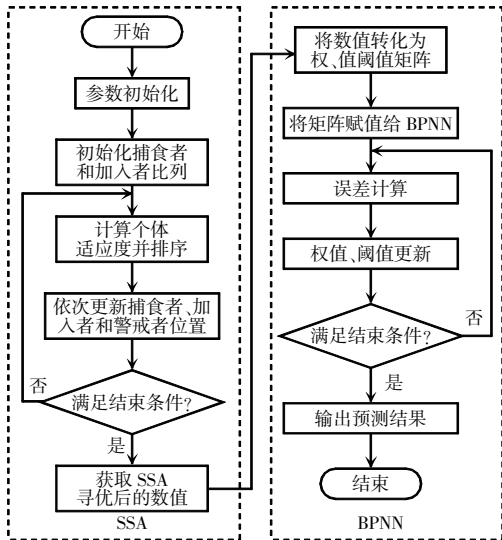 开始
参数初始化
初始化捕食者
和加入者比列
计算个体
适应度并排序
依次更新捕食者、加
入者和警戒者位置
否
满足结束条件?
是
获取 SSA
寻优后的数值
SSA
将数值转化为
权、值阈值矩阵
将矩阵赋值给 BPNN
误差计算
权值、阈值更新
否
满足结束条件?
是
输出预测结果
结束
BPNN